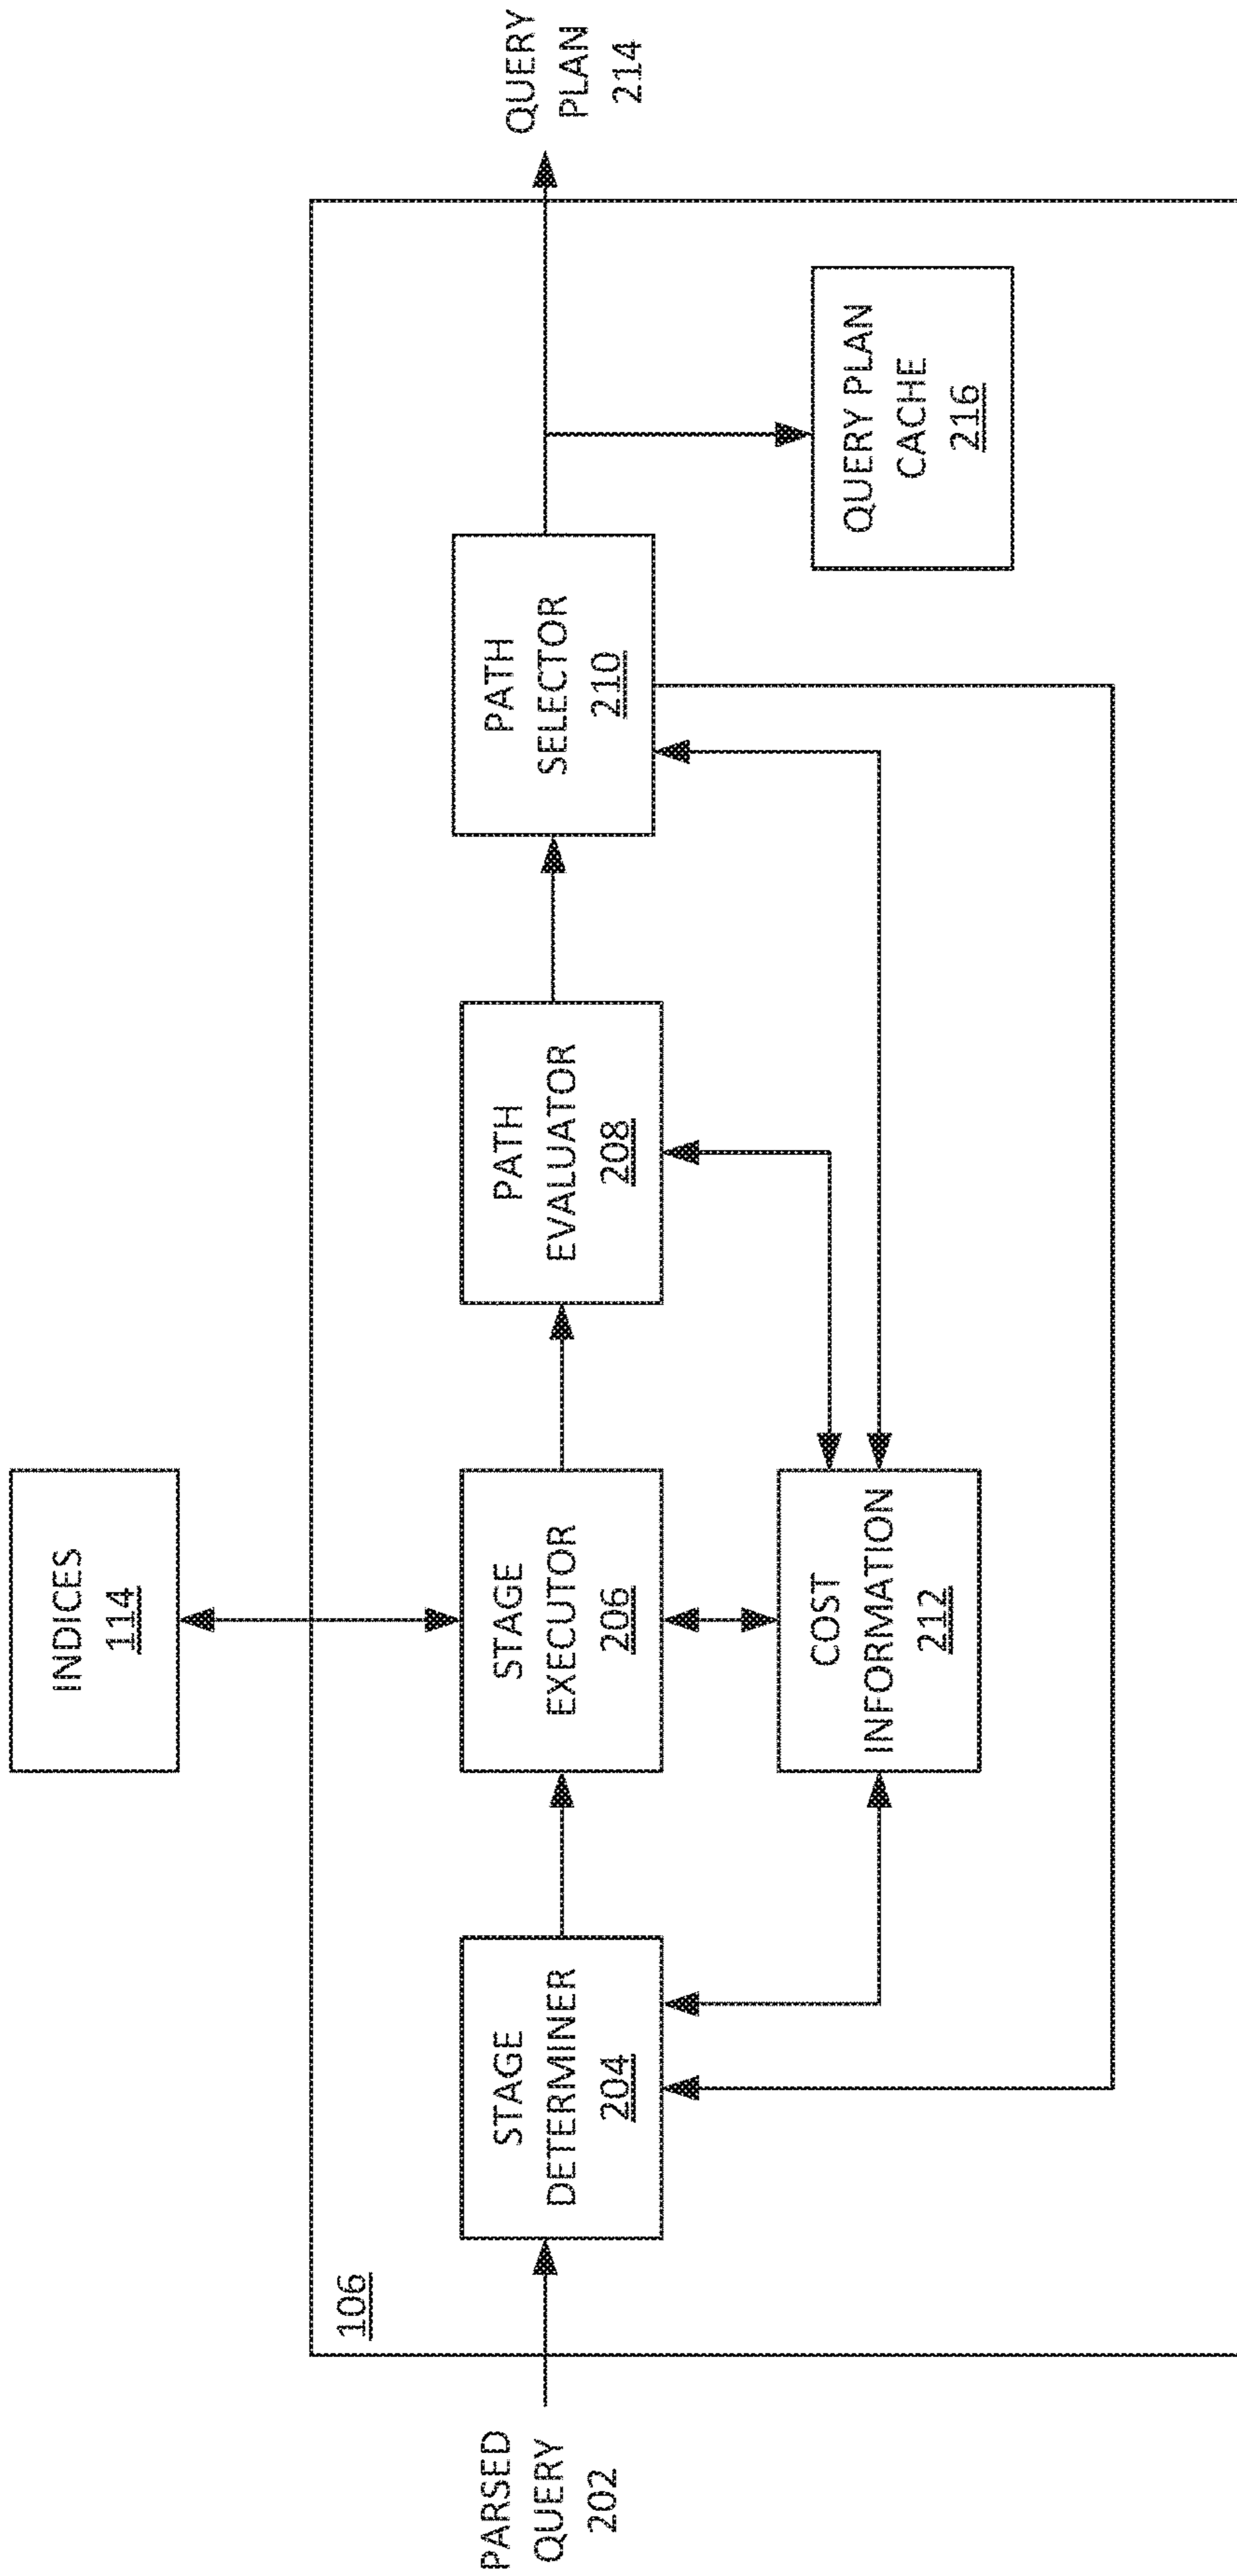 INDICES
114
106
PARSED
QUERY
202
STAGE
DETERMINER
204
STAGE
EXECUTOR
206
PATH
EVALUATOR
208
PATH
SELECTOR
210
QUERY
PLAN
214
COST
INFORMATION
212
QUERY PLAN
CACHE
216